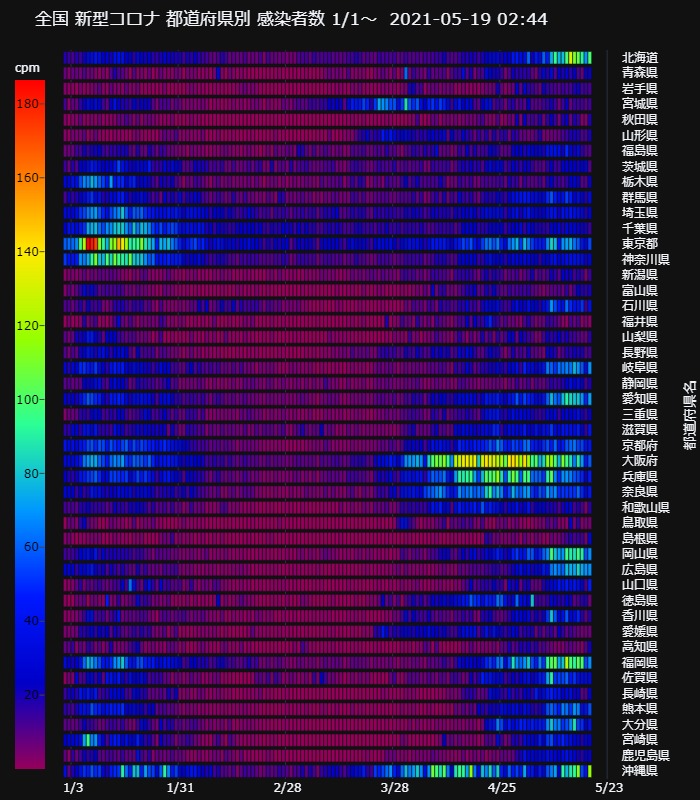 全国 新型コロナ 都道府県別 感染者数 1/1～ 2021-05-19 02:44
cpm
180
160
140
120
100
80
60
40
20
北海道
青森県
岩手県
宮城県
秋田県
山形県
福島県
茨城県
栃木県
群馬県
埼玉県
千葉県
東京都
神奈川県
新潟県
富山県
石川県
福井県
山梨県
長野県
岐阜県
静岡県
愛知県
三重県
滋賀県
京都府
大阪府
兵庫県
奈良県
和歌山県
鳥取県
島根県
岡山県
広島県
山口県
徳島県
香川県
愛媛県
高知県
福岡県
佐賀県
長崎県
熊本県
大分県
宮崎県
鹿児島県
沖縄県
都道府県名
1/3 1/31 2/28 3/28 4/25 5/23